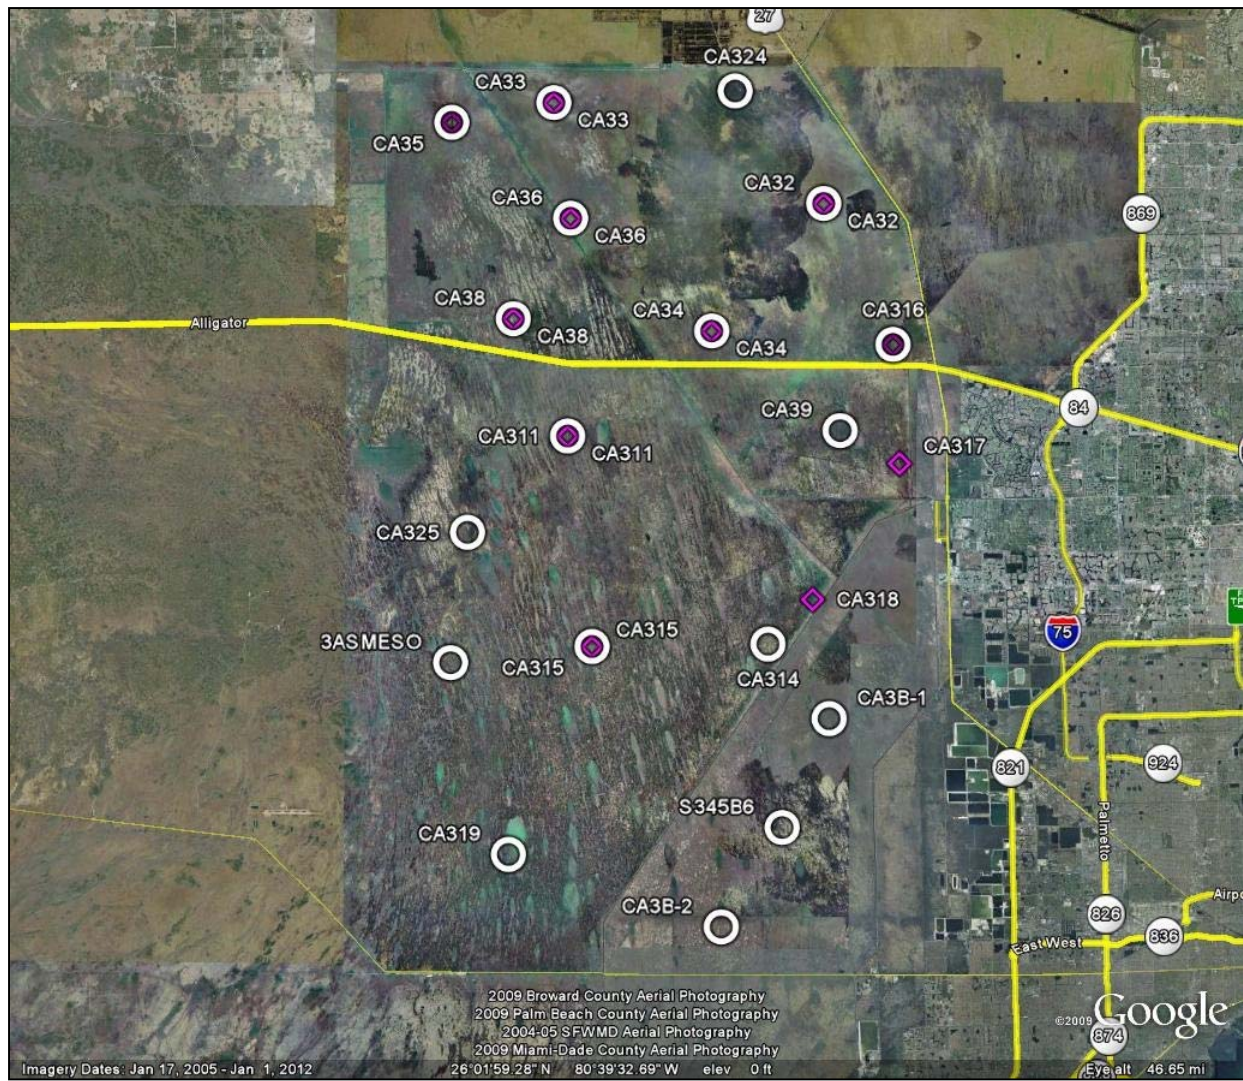 27
CA324
CA33
CA33
CA35
CA32
CA36
CA32
CA36
869
CA38
CA34
CA316
CA38
CA34
Alligator
84
CA39
CA311
CA311
CA317
CA325
CA318
75
3ASMESO
CA315
CA315
CA314
CA3B-1
821
924
S345B6
CA319
Palmetto
CA3B-2
826
836
East West
2009 Broward County Aerial Photography
2009 Palm Beach County Aerial Photography
2004-05 SFWMD Aerial Photography
2009 Miami-Dade County Aerial Photography
©2009 Google
874
Imagery Dates: Jan 17, 2005 - Jan 1, 2012
26°01'59.28" N 80°39'32.69" W elev 0 ft
Eye alt 46.65 mi